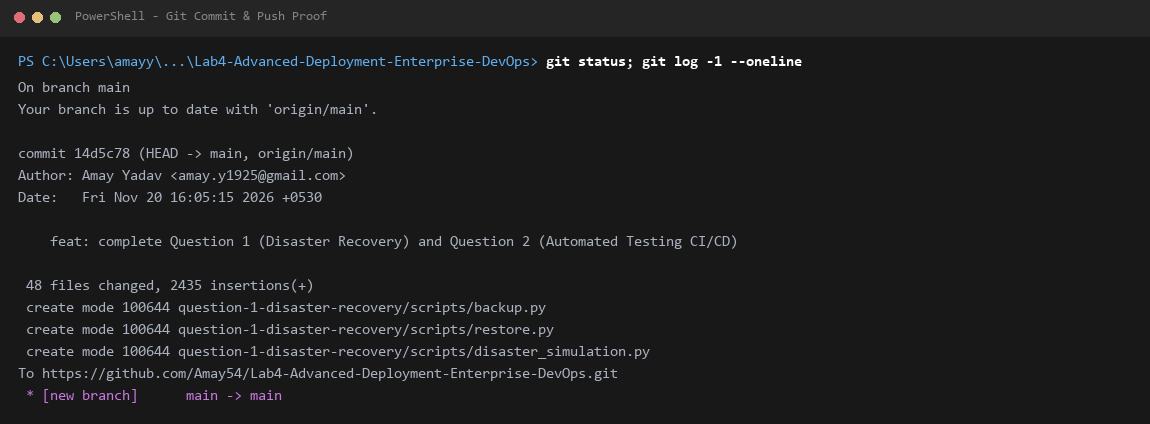 PowerShell - Git Commit & Push Proof
PS C:\Users\amayy\...\Lab4-Advanced-Deployment-Enterprise-DevOps> git status; git log -1 --oneline
On branch main
Your branch is up to date with 'origin/main'.
commit 14d5c78 (HEAD -> main, origin/main)
Author: Amay Yadav <amay.y1925@gmail.com>
Date:   Fri Nov 20 16:05:15 2026 +0530
    feat: complete Question 1 (Disaster Recovery) and Question 2 (Automated Testing CI/CD)
 48 files changed, 2435 insertions(+)
 create mode 100644 question-1-disaster-recovery/scripts/backup.py
 create mode 100644 question-1-disaster-recovery/scripts/restore.py
 create mode 100644 question-1-disaster-recovery/scripts/disaster_simulation.py
To https://github.com/Amay54/Lab4-Advanced-Deployment-Enterprise-DevOps.git
 * [new branch]      main -> main